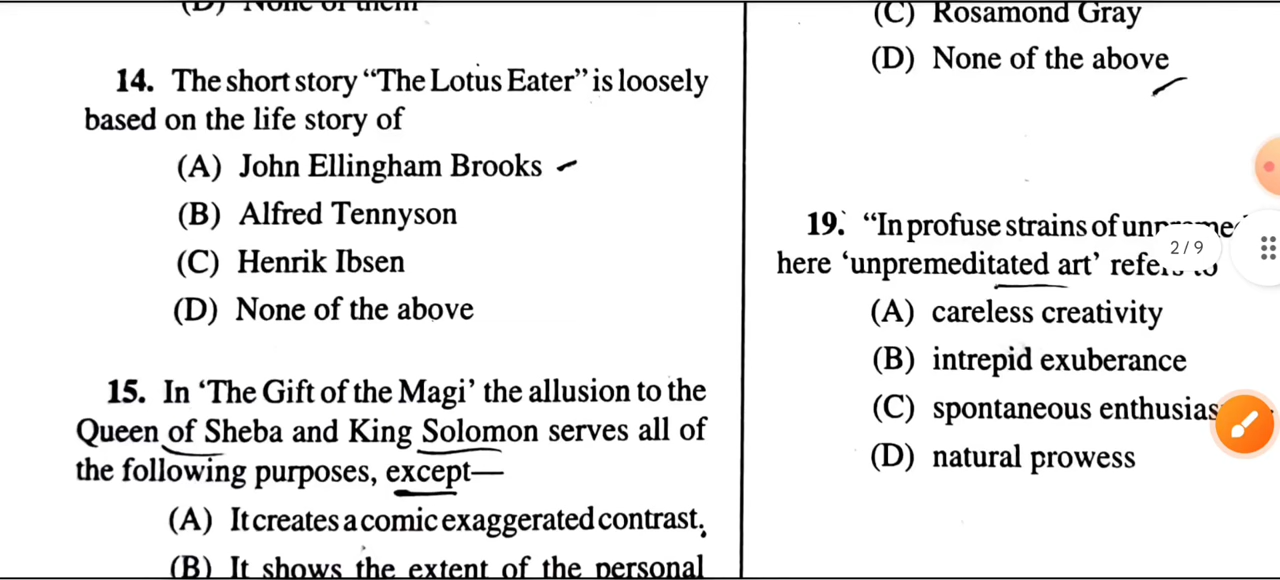 14. The short story “The Lotus Eater” is loosely
based on the life story of
(A) John Ellingham Brooks
(B) Alfred Tennyson
(C) Henrik Ibsen
(D) None of the above
15. In ‘The Gift of the Magi’ the allusion to the
Queen of Sheba and King Solomon serves all of
the following purposes, except—
(A) It creates a comic exaggerated contrast.
(B) It shows the extent of the personal
(C) Rosamond Gray
(D) None of the above
19. “In profuse strains of
here ‘unpremeditated art’
(A) careless creativity
(B) intrepid exuberance
(C) spontaneous
(D) natural prowess
2/9